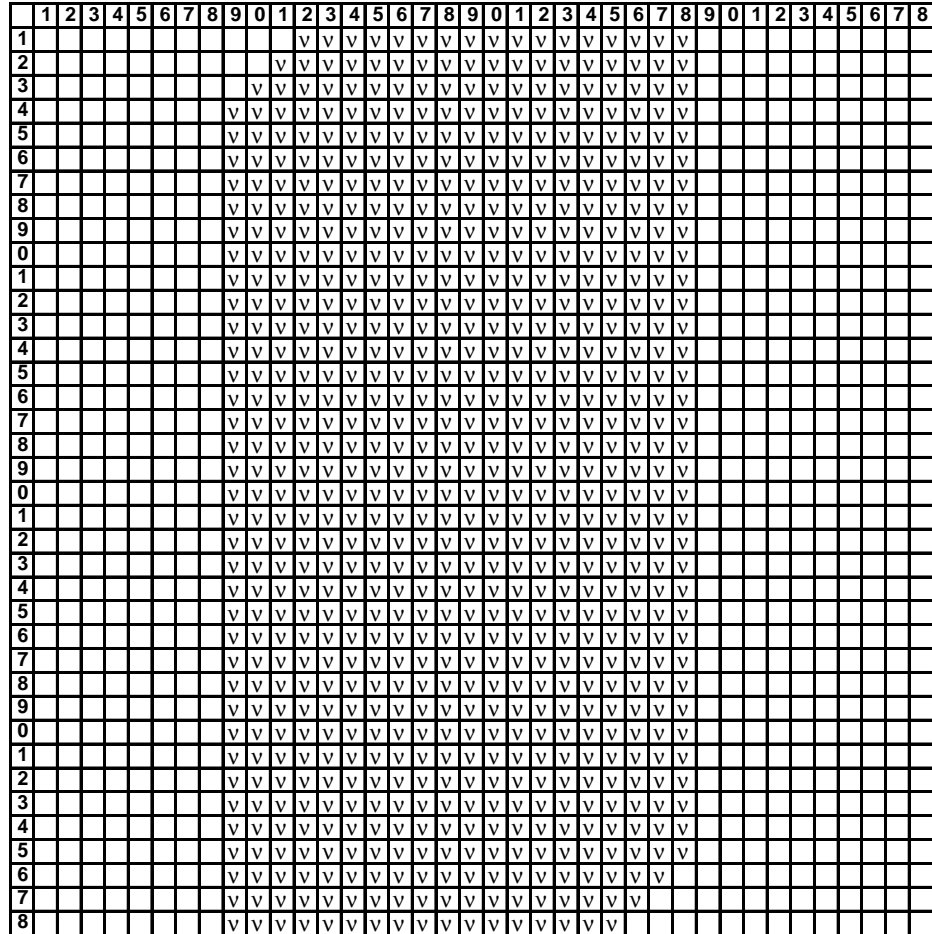 1 2 3 4 5 6 7 8 9 0 1 2 3 4 5 6 7 8 9 0 1 2 3 4 5 6 7 8 9 0 1 2 3 4 5 6 7 8
1 ν ν ν ν ν ν ν ν ν ν ν ν ν ν ν ν ν
2 ν ν ν ν ν ν ν ν ν ν ν ν ν ν ν ν ν ν
3 ν ν ν ν ν ν ν ν ν ν ν ν ν ν ν ν ν ν ν
4 ν ν ν ν ν ν ν ν ν ν ν ν ν ν ν ν ν ν ν ν
5 ν ν ν ν ν ν ν ν ν ν ν ν ν ν ν ν ν ν ν ν
6 ν ν ν ν ν ν ν ν ν ν ν ν ν ν ν ν ν ν ν ν
7 ν ν ν ν ν ν ν ν ν ν ν ν ν ν ν ν ν ν ν ν
8 ν ν ν ν ν ν ν ν ν ν ν ν ν ν ν ν ν ν ν ν
9 ν ν ν ν ν ν ν ν ν ν ν ν ν ν ν ν ν ν ν ν
0 ν ν ν ν ν ν ν ν ν ν ν ν ν ν ν ν ν ν ν ν
1 ν ν ν ν ν ν ν ν ν ν ν ν ν ν ν ν ν ν ν ν
2 ν ν ν ν ν ν ν ν ν ν ν ν ν ν ν ν ν ν ν ν
3 ν ν ν ν ν ν ν ν ν ν ν ν ν ν ν ν ν ν ν ν
4 ν ν ν ν ν ν ν ν ν ν ν ν ν ν ν ν ν ν ν ν
5 ν ν ν ν ν ν ν ν ν ν ν ν ν ν ν ν ν ν ν ν
6 ν ν ν ν ν ν ν ν ν ν ν ν ν ν ν ν ν ν ν ν
7 ν ν ν ν ν ν ν ν ν ν ν ν ν ν ν ν ν ν ν ν
8 ν ν ν ν ν ν ν ν ν ν ν ν ν ν ν ν ν ν ν ν
9 ν ν ν ν ν ν ν ν ν ν ν ν ν ν ν ν ν ν ν ν
0 ν ν ν ν ν ν ν ν ν ν ν ν ν ν ν ν ν ν ν ν
1 ν ν ν ν ν ν ν ν ν ν ν ν ν ν ν ν ν ν ν ν
2 ν ν ν ν ν ν ν ν ν ν ν ν ν ν ν ν ν ν ν ν
3 ν ν ν ν ν ν ν ν ν ν ν ν ν ν ν ν ν ν ν ν
4 ν ν ν ν ν ν ν ν ν ν ν ν ν ν ν ν ν ν ν ν
5 ν ν ν ν ν ν ν ν ν ν ν ν ν ν ν ν ν ν ν ν
6 ν ν ν ν ν ν ν ν ν ν ν ν ν ν ν ν ν ν ν ν
7 ν ν ν ν ν ν ν ν ν ν ν ν ν ν ν ν ν ν ν ν
8 ν ν ν ν ν ν ν ν ν ν ν ν ν ν ν ν ν ν ν ν
9 ν ν ν ν ν ν ν ν ν ν ν ν ν ν ν ν ν ν ν ν
0 ν ν ν ν ν ν ν ν ν ν ν ν ν ν ν ν ν ν ν ν
1 ν ν ν ν ν ν ν ν ν ν ν ν ν ν ν ν ν ν ν ν
2 ν ν ν ν ν ν ν ν ν ν ν ν ν ν ν ν ν ν ν ν
3 ν ν ν ν ν ν ν ν ν ν ν ν ν ν ν ν ν ν ν ν
4 ν ν ν ν ν ν ν ν ν ν ν ν ν ν ν ν ν ν ν ν
5 ν ν ν ν ν ν ν ν ν ν ν ν ν ν ν ν ν ν ν ν
6 ν ν ν ν ν ν ν ν ν ν ν ν ν ν ν ν ν ν ν
7 ν ν ν ν ν ν ν ν ν ν ν ν ν ν ν ν ν ν
8 ν ν ν ν ν ν ν ν ν ν ν ν ν ν ν ν ν